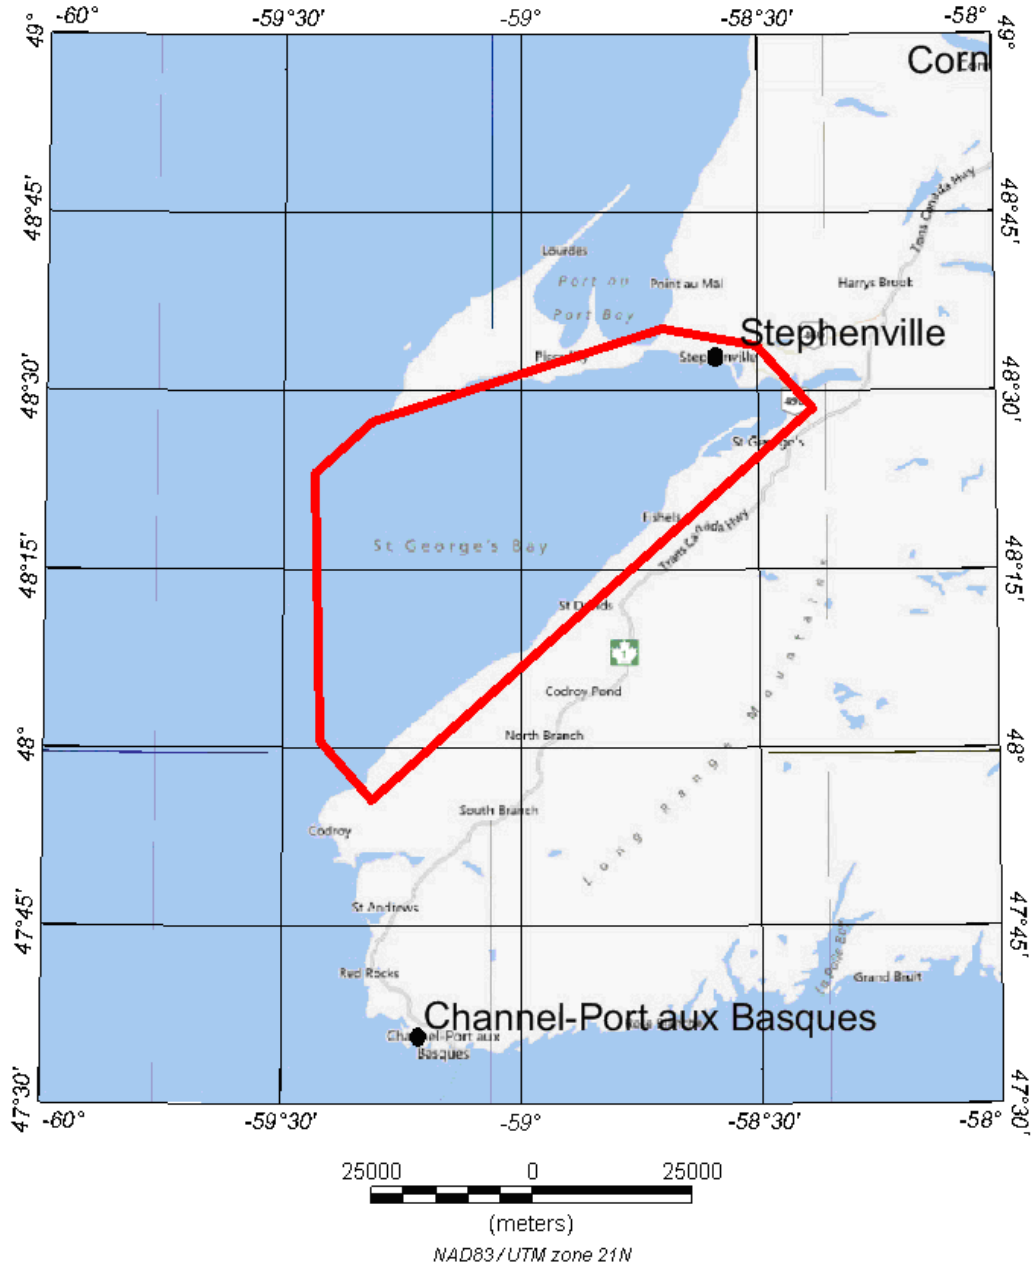 -60° -59°30' -59° -58°30' -58°
49° 49°
Corn
48°45' 48°45'
Trans Canada Hwy
Lourdes
Port au
Port Bay
Point au Mal
Harrys Brook
Stephenville
Stephenville
48°30' 48°30'
490
St George's
Fishels
Trans Canada Hwy
St George's Bay
48°15' 48°15'
St Davids
1
Codroy Pond
North Branch
48° 48°
Long Range Mountains
South Branch
Codroy
St Andrews
47°45' 47°45'
La Poile Bay
Red Rocks
Grand Bruit
Channel-Port aux Basques
Channel-Port aux
Basques
47°30' 47°30'
-60° -59°30' -59° -58°30' -58°
25000 0 25000
(meters)
NAD83 / UTM zone 21N